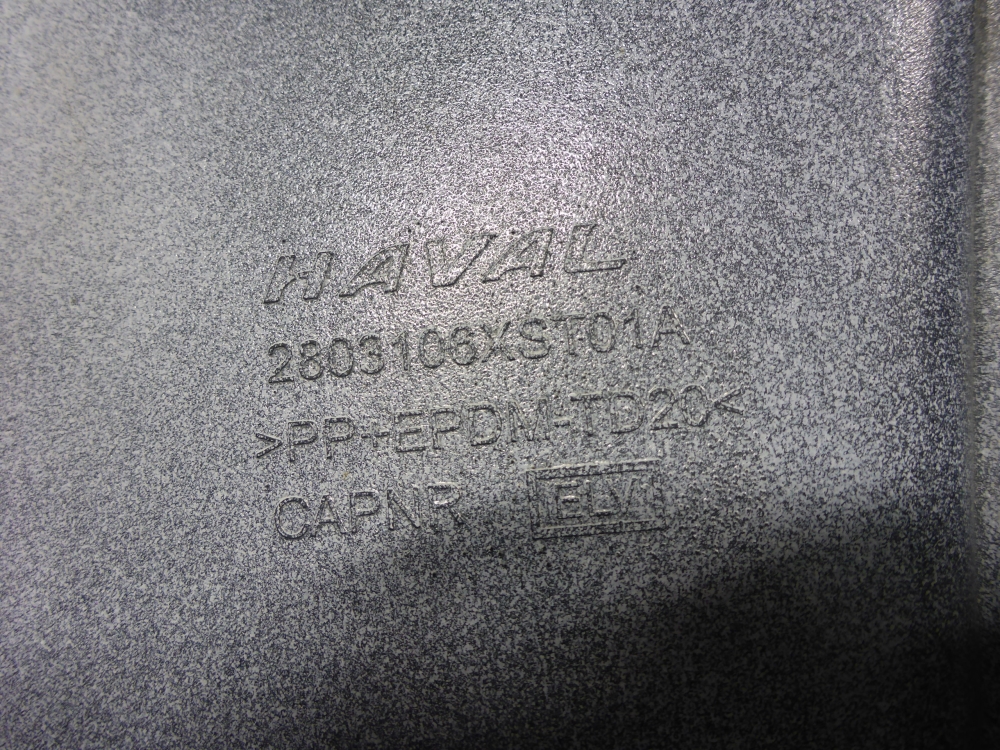 HAVAL
2803106XST01A
>PP+EPDM-TD20<
CAPNR ELV